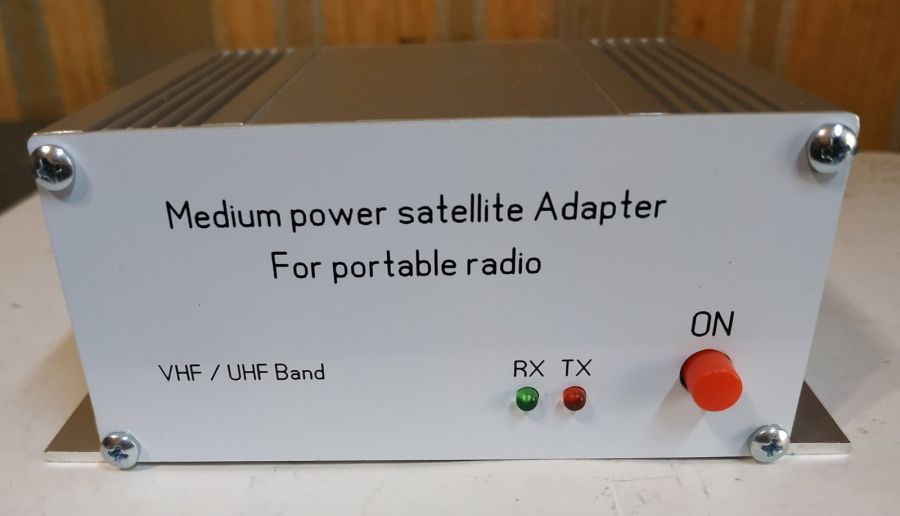 Medium power satellite Adapter
For portable radio
ON
VHF / UHF Band
RX TX